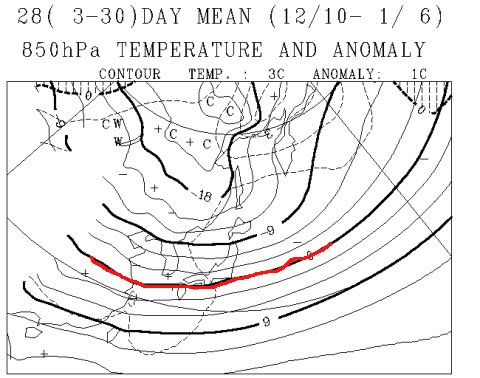 28( 3-30)DAY MEAN (12/10- 1/ 6)
850hPa TEMPERATURE AND ANOMALY
CONTOUR TEMP. : 3C ANOMALY: 1C
0
0
C
C
C W
+ C + C
W
+
-18
-9
+
9
+